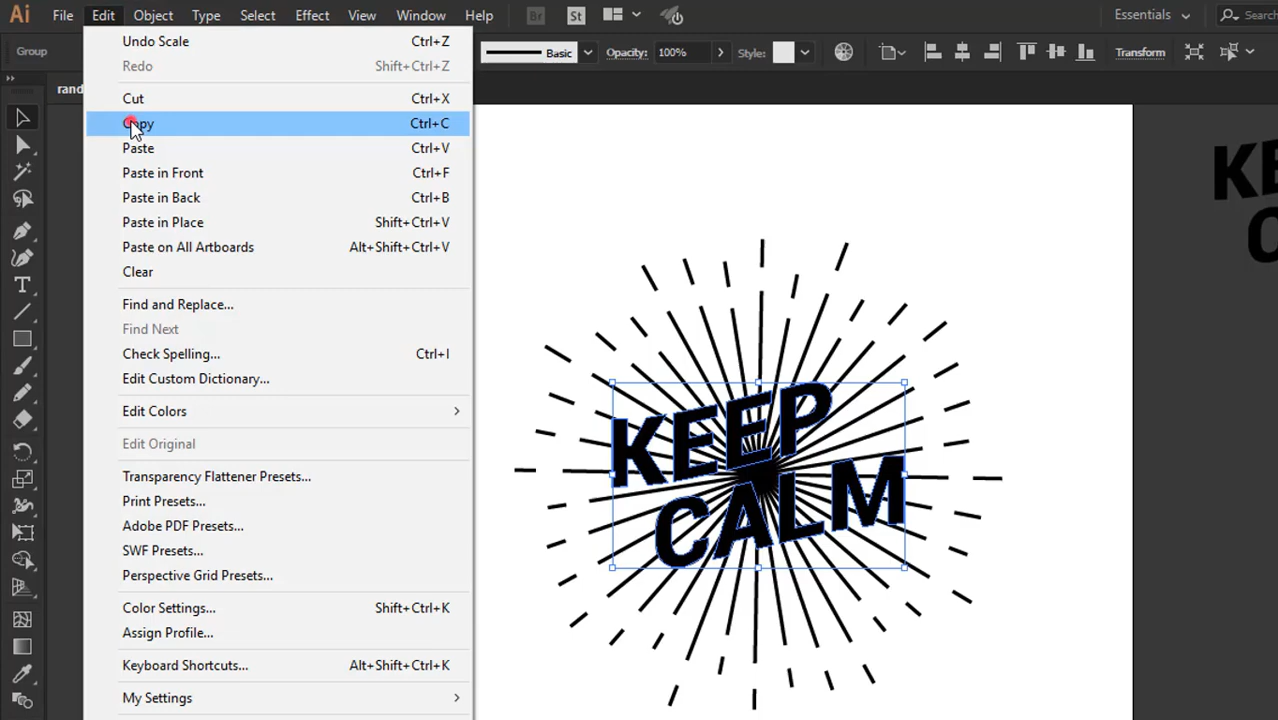 Ai File Edit Object Type Select Effect View Window Help Br St Essentials Search
Group Basic Opacity: 100% Style: Transform
Undo Scale Ctrl+Z
Redo Shift+Ctrl+Z
Cut Ctrl+X
Copy Ctrl+C
Paste Ctrl+V
Paste in Front Ctrl+F
Paste in Back Ctrl+B
Paste in Place Shift+Ctrl+V
Paste on All Artboards Alt+Shift+Ctrl+V
Clear
Find and Replace...
Find Next
Check Spelling... Ctrl+I
Edit Custom Dictionary...
Edit Colors
Edit Original
Transparency Flattener Presets...
Print Presets...
Adobe PDF Presets...
SWF Presets...
Perspective Grid Presets...
Color Settings... Shift+Ctrl+K
Assign Profile...
Keyboard Shortcuts... Alt+Shift+Ctrl+K
My Settings
rand
KEEP
CALM
KE
C